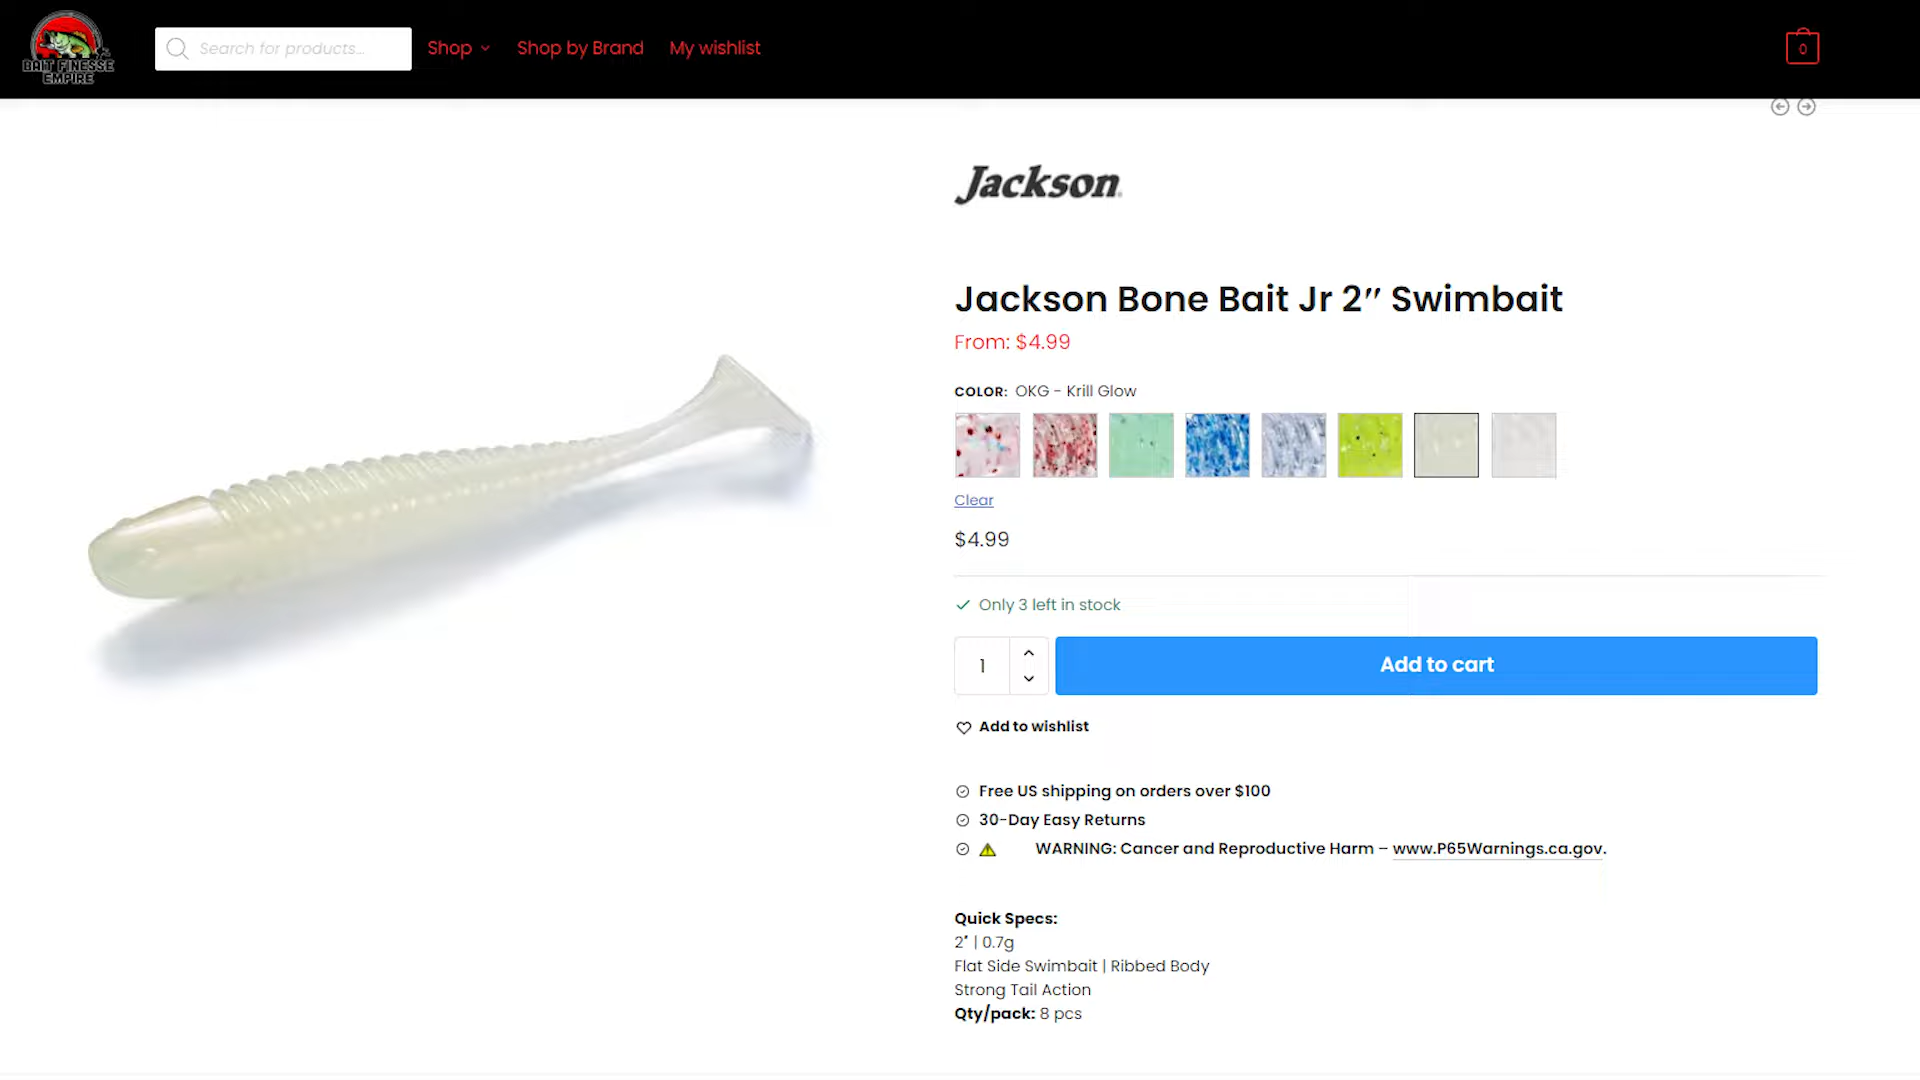 BAIT FINESSE
EMPIRE
Search for products...
Shop
Shop by Brand
My wishlist
0
Jackson
Jackson Bone Bait Jr 2″ Swimbait
From: $4.99
COLOR: OKG - Krill Glow
Clear
$4.99
Only 3 left in stock
1
Add to cart
Add to wishlist
Free US shipping on orders over $100
30-Day Easy Returns
WARNING: Cancer and Reproductive Harm – www.P65Warnings.ca.gov.
Quick Specs:
2" | 0.7g
Flat Side Swimbait | Ribbed Body
Strong Tail Action
Qty/pack: 8 pcs